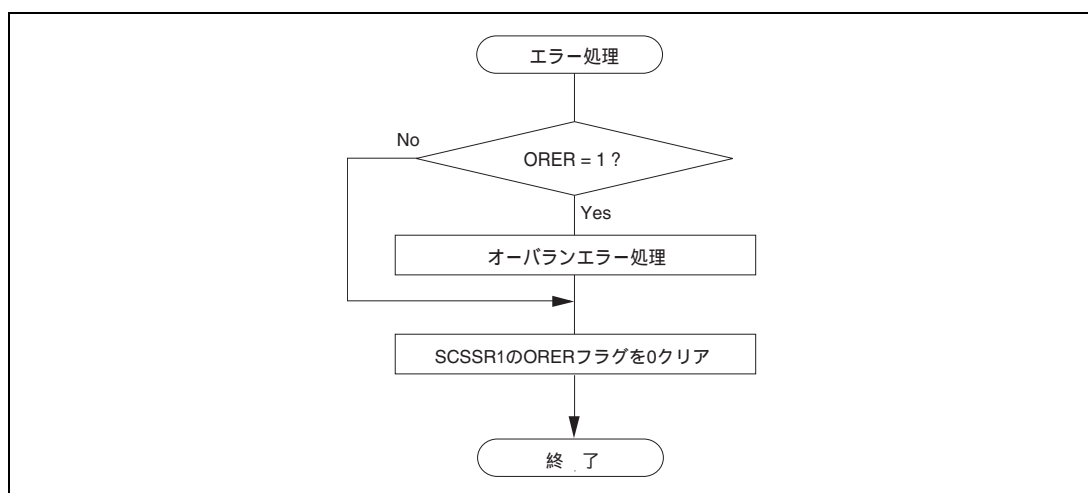 エラー処理
No
ORER = 1 ?
Yes
オーバランエラー処理
SCSSR1のORERフラグを0クリア
終 了